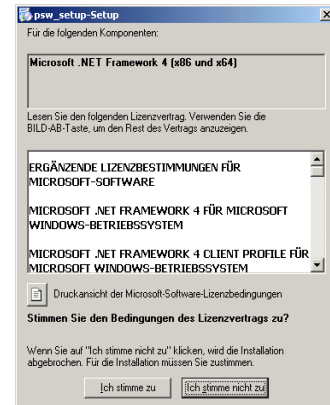 psw_setup-Setup
Für die folgenden Komponenten:
Microsoft .NET Framework 4 (x86 und x64)
Lesen Sie den folgenden Lizenzvertrag. Verwenden Sie die
BILD-AB-Taste, um den Rest des Vertrags anzuzeigen.
ERGÄNZENDE LIZENZBESTIMMUNGEN FÜR
MICROSOFT-SOFTWARE
MICROSOFT .NET FRAMEWORK 4 FÜR MICROSOFT
WINDOWS-BETRIEBSSYSTEM
MICROSOFT .NET FRAMEWORK 4 CLIENT PROFILE FÜR
MICROSOFT WINDOWS-BETRIEBSSYSTEM
Druckansicht der Microsoft-Software-Lizenzbedingungen
Stimmen Sie den Bedingungen des Lizenzvertrags zu?
Wenn Sie auf "Ich stimme nicht zu" klicken, wird die Installation
abgebrochen. Für die Installation müssen Sie zustimmen.
Ich stimme zu
Ich stimme nicht zu